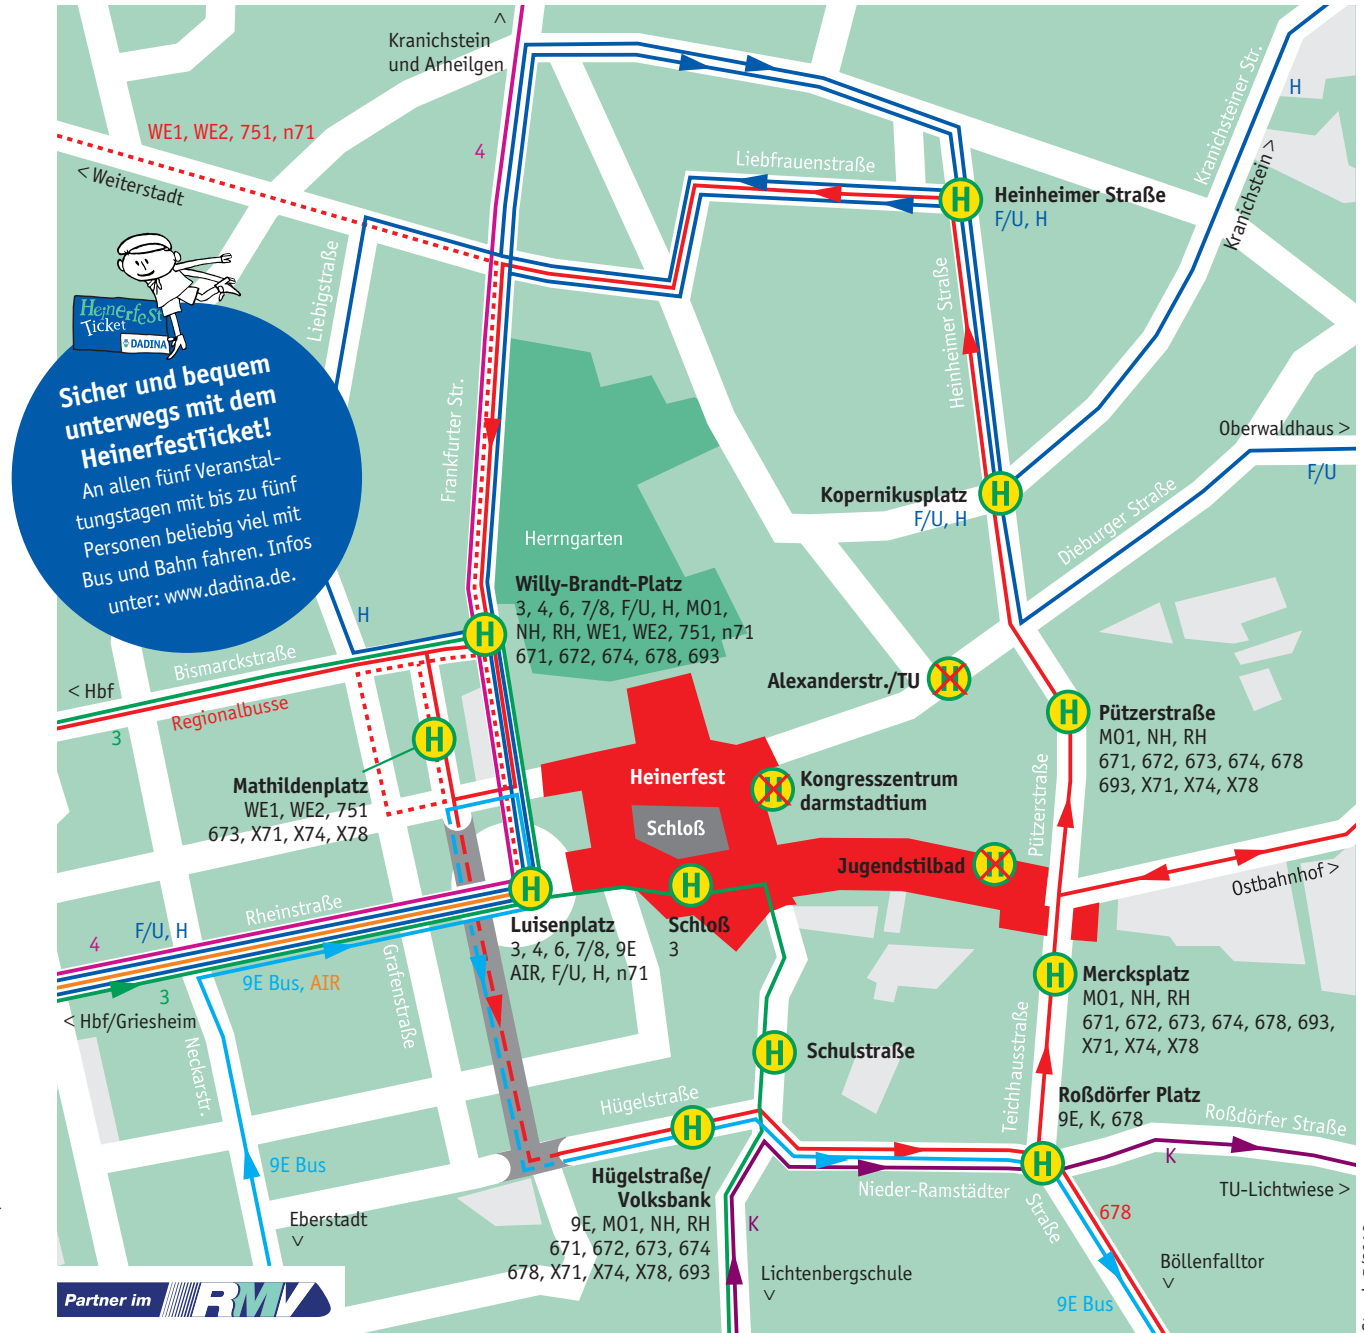 Kranichstein
und Arheilgen
WE1, WE2, 751, n71
< Weiterstadt
4
Liebfrauenstraße
Kranichsteiner Str.
H
Kranichstein >
Heinheimer Straße
F/U, H
Liebigstraße
Heinheimer Straße
Frankfurter Str.
HeinerfeSt
Ticket
DADINA
Sicher und bequem
unterwegs mit dem
HeinerfestTicket!
An allen fünf Veranstal-
tungstagen mit bis zu fünf
Personen beliebig viel mit
Bus und Bahn fahren. Infos
unter: www.dadina.de.
Oberwaldhaus >
F/U
Kopernikusplatz
F/U, H
Dieburger Straße
Herrngarten
Willy-Brandt-Platz
3, 4, 6, 7/8, F/U, H, MO1,
NH, RH, WE1, WE2, 751, n71
671, 672, 674, 678, 693
H
Bismarckstraße
< Hbf
Regionalbusse
3
Alexanderstr./TU
Pützerstraße
MO1, NH, RH
671, 672, 673, 674, 678
693, X71, X74, X78
Mathildenplatz
WE1, WE2, 751
673, X71, X74, X78
Heinerfest
Schloß
Kongresszentrum
darmstadtium
Pützerstraße
Jugendstilbad
Ostbahnhof >
Rheinstraße
F/U, H
4
9E Bus, AIR
3
< Hbf/Griesheim
Grafenstraße
Neckarstr.
Luisenplatz
3, 4, 6, 7/8, 9E
AIR, F/U, H, n71
Schloß
3
Mercksplatz
MO1, NH, RH
671, 672, 673, 674, 678, 693,
X71, X74, X78
Schulstraße
Teichhausstraße
Roßdörfer Platz
9E, K, 678
Roßdörfer Straße
K
TU-Lichtwiese >
Hügelstraße
9E Bus
Eberstadt
Hügelstraße/
Volksbank
9E, MO1, NH, RH
671, 672, 673, 674
678, X71, X74, X78, 693
K
Nieder-Ramstädter
Straße
678
Lichtenbergschule
Böllenfalltor
9E Bus
Partner im RMV